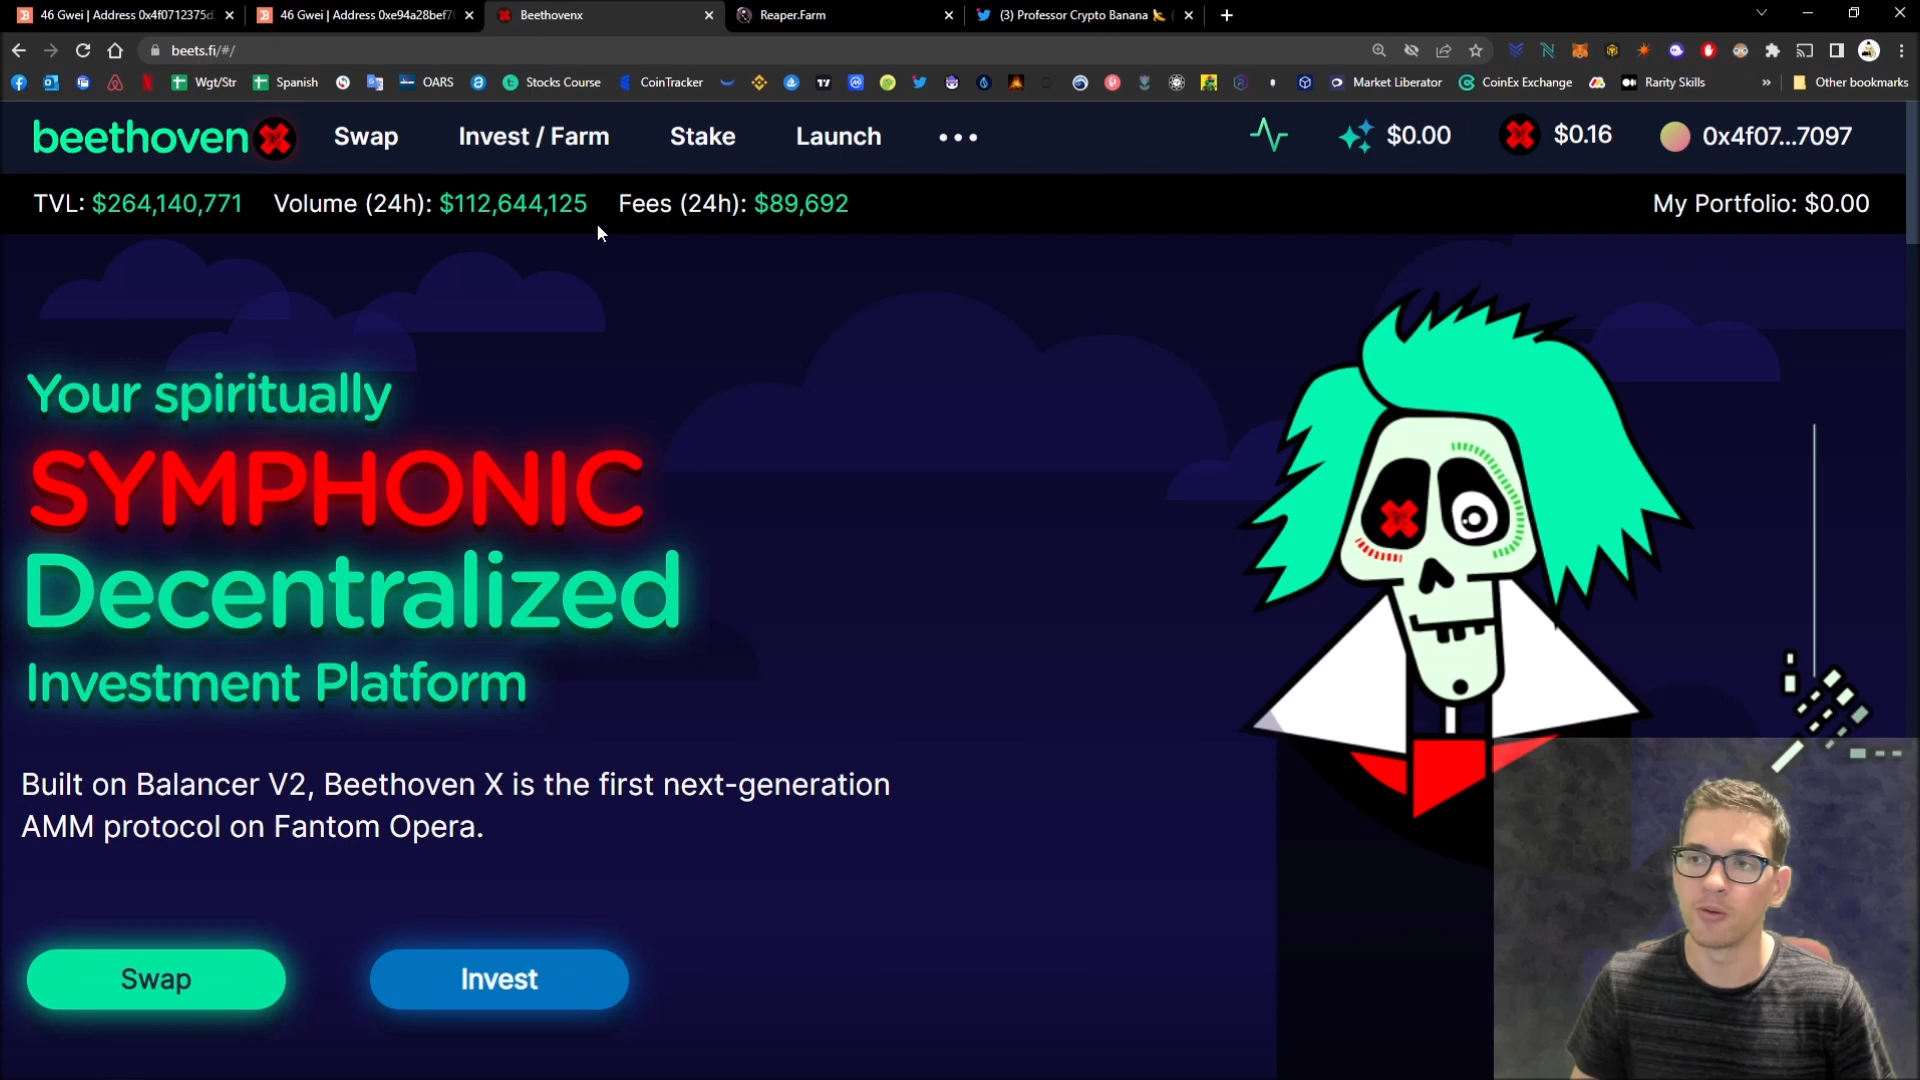 46 Gwei | Address 0x4f0712375d
46 Gwei | Address 0xe94a28bef7
Beethovenx
Reaper.Farm
(3) Professor Crypto Banana
beets.fi/#/
Wgt/Str
Spanish
OARS
Stocks Course
CoinTracker
Market Liberator
CoinEx Exchange
Rarity Skills
»
Other bookmarks
beethoven
Swap
Invest / Farm
Stake
Launch
$0.00
$0.16
0x4f07...7097
TVL: $264,140,771
Volume (24h): $112,644,125
Fees (24h): $89,692
My Portfolio: $0.00
Your spiritually
SYMPHONIC
Decentralized
Investment Platform
Built on Balancer V2, Beethoven X is the first next-generation
AMM protocol on Fantom Opera.
Swap
Invest